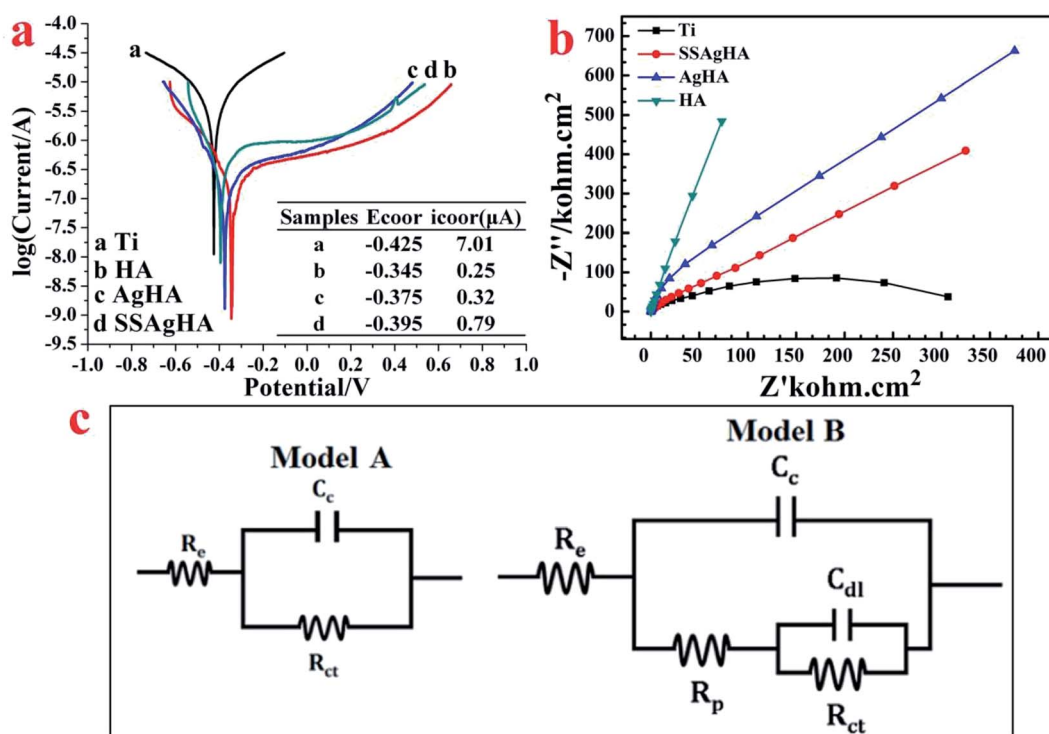 a
-4.0
-4.5
-5.0
-5.5
-6.0
-6.5
-7.0
-7.5
-8.0
-8.5
-9.0
-9.5
log(Current/A)
a
c d b
Samples Ecoor icoor(μA)
a -0.425 7.01
b -0.345 0.25
c -0.375 0.32
d -0.395 0.79
a Ti
b HA
c AgHA
d SSAgHA
-1.0 -0.8 -0.6 -0.4 -0.2 0.0 0.2 0.4 0.6 0.8 1.0
Potential/V
b
700
600
500
400
300
200
100
0
-Z''/kohm.cm2
Ti
SSAgHA
AgHA
HA
0 50 100 150 200 250 300 350 400
Z'kohm.cm2
c
Model A
Cc
Re
Rct
Model B
Cc
Re
Cdl
Rp
Rct